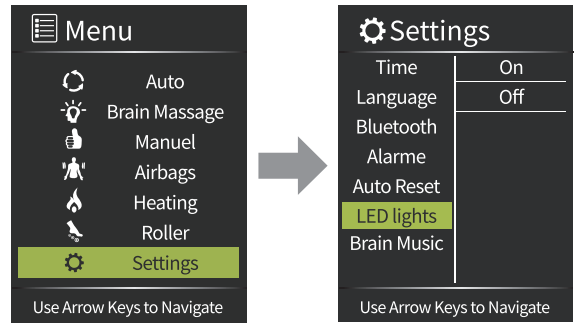 Menu
Auto
Brain Massage
Manuel
Airbags
Heating
Roller
Settings
Use Arrow Keys to Navigate
Settings
Time On
Language Off
Bluetooth
Alarme
Auto Reset
LED lights
Brain Music
Use Arrow Keys to Navigate